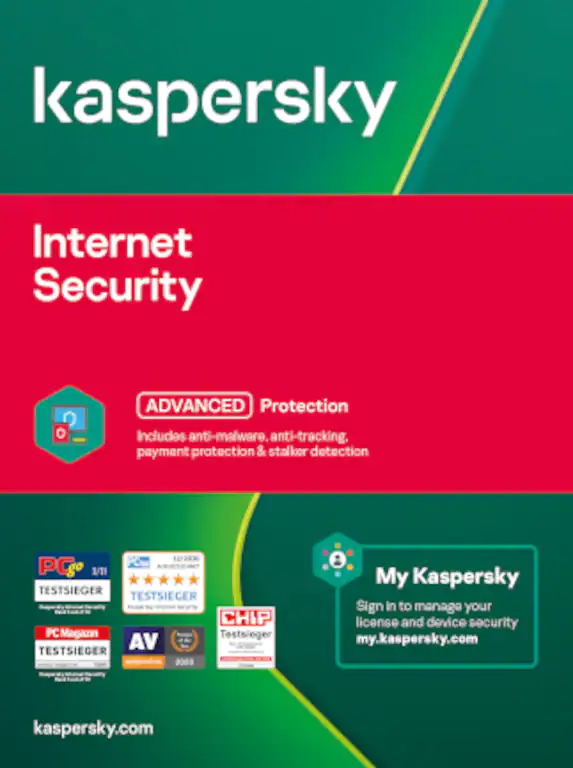 kaspersky
Internet
Security
ADVANCED Protection
Includes anti-malware, anti-tracking,
payment protection & stalker detection
PCgo
TESTSIEGER
TESTSIEGER
PC Magazin
TESTSIEGER
AV
CHIP
Testsieger
My Kaspersky
Sign in to manage your
license and device security
my.kaspersky.com
kaspersky.com